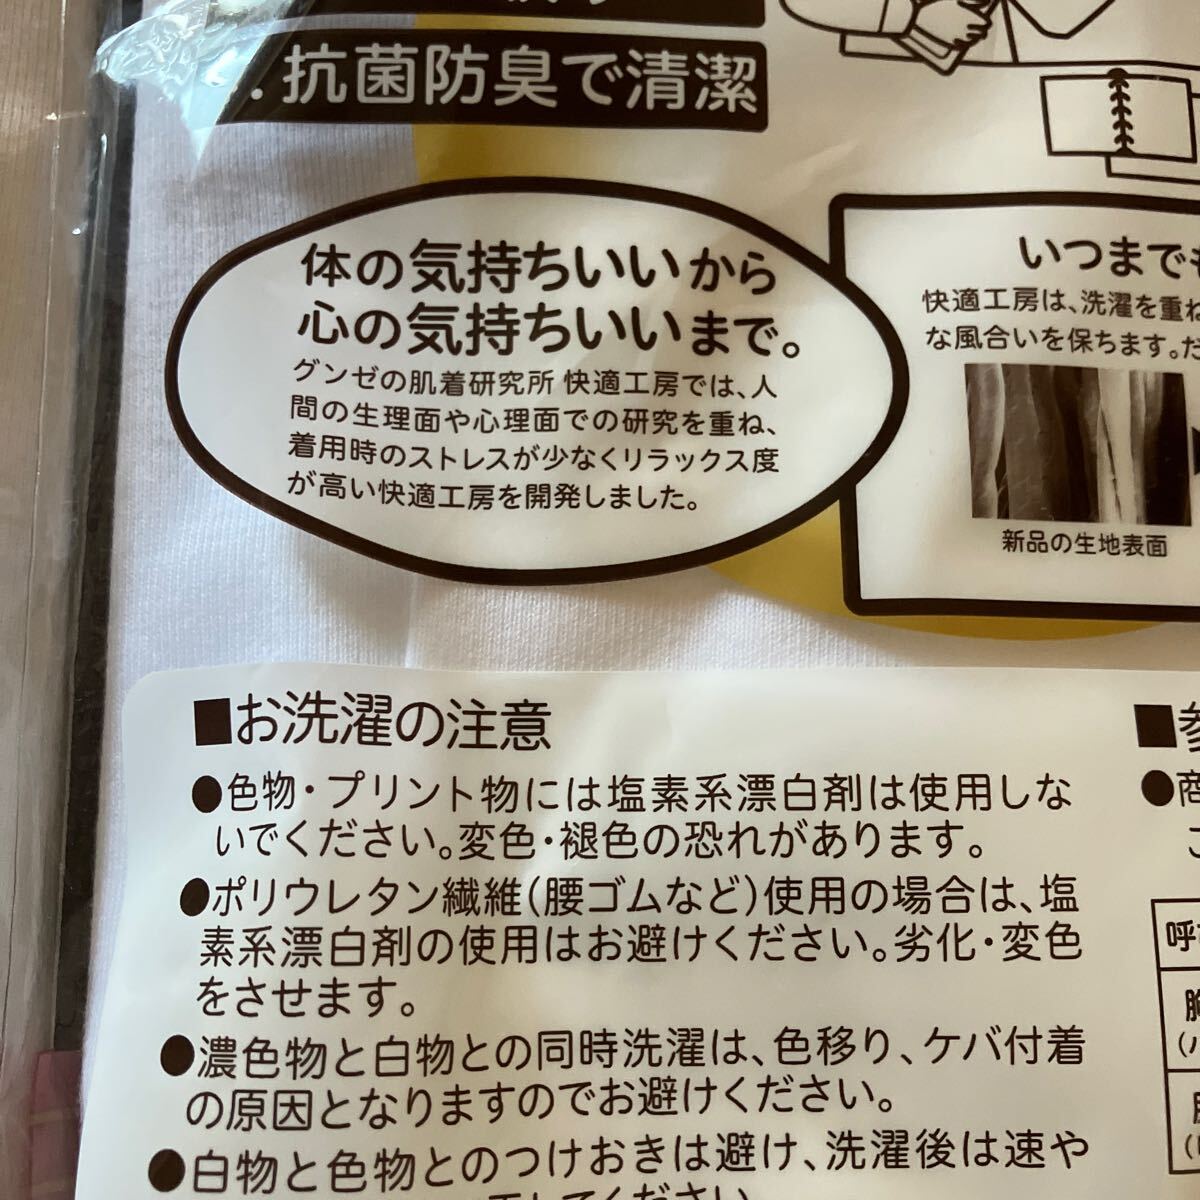 .抗菌防臭で清潔
体の気持ちいいから
心の気持ちいいまで。
グンゼの肌着研究所 快適工房では、人
間の生理面や心理面での研究を重ね、
着用時のストレスが少なくリラックス度
が高い快適工房を開発しました。
いつまでも
快適工房は、洗濯を重ね
な風合いを保ちます。だ
新品の生地表面
■お洗濯の注意
●色物・プリント物には塩素系漂白剤は使用しな
いでください。変色・褪色の恐れがあります。
●ポリウレタン繊維(腰ゴムなど)使用の場合は、塩
素系漂白剤の使用はお避けください。劣化・変色
をさせます。
●濃色物と白物との同時洗濯は、色移り、ケバ付着
の原因となりますのでお避けください。
●白物と色物とのつけおきは避け、洗濯後は速や
してください。
■参
●商
こ
呼
胸